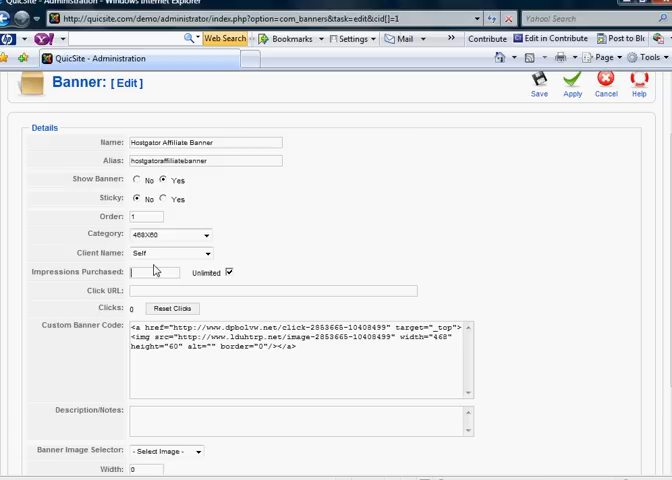 QuicSite - Administration - Windows Internet Explorer
http://quicsite.com/demo/administrator/index.php?option=com_banners&task=edit&cid[]=1
Yahoo! Search
Web Search Bookmarks Settings Mail Contribute Edit in Contribute Post to Bl
QuicSite - Administration
Page Tools
Banner: [ Edit ]
Save Apply Cancel Help
Details
Name: Hostgator Affiliate Banner
Alias: hostgatoraffiliatebanner
Show Banner: No Yes
Sticky: No Yes
Order: 1
Category: 468X60
Client Name: Self
Impressions Purchased: Unlimted
Click URL:
Clicks: 0 Reset Clicks
Custom Banner Code: <a href="http://www.dpbolvw.net/click-2853665-10408499" target="_top">
<img src="http://www.lduhtrp.net/image-2853665-10408499" width="468"
height="60" alt="" border="0"/></a>
Description/Notes:
Banner Image Selector: - Select Image -
Width: 0